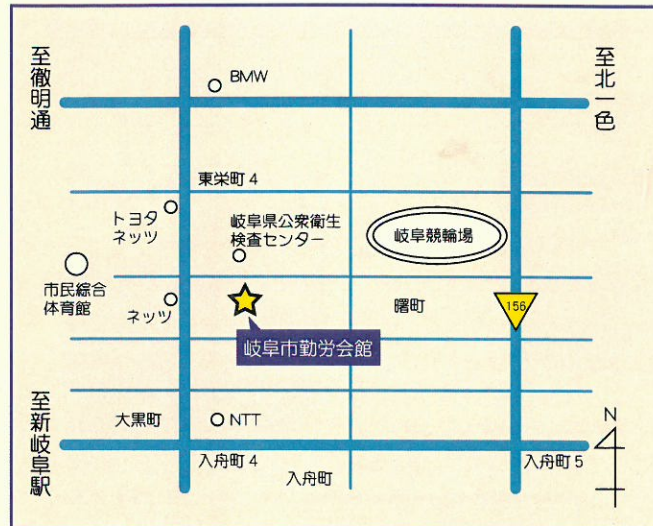 至徹明通
至北一色
BMW
東栄町4
トヨタ
ネッツ
岐阜県公衆衛生
検査センター
岐阜競輪場
市民綜合
体育館
ネッツ
曙町
156
岐阜市勤労会館
至新岐阜駅
大黒町
NTT
N
入舟町4
入舟町
入舟町5